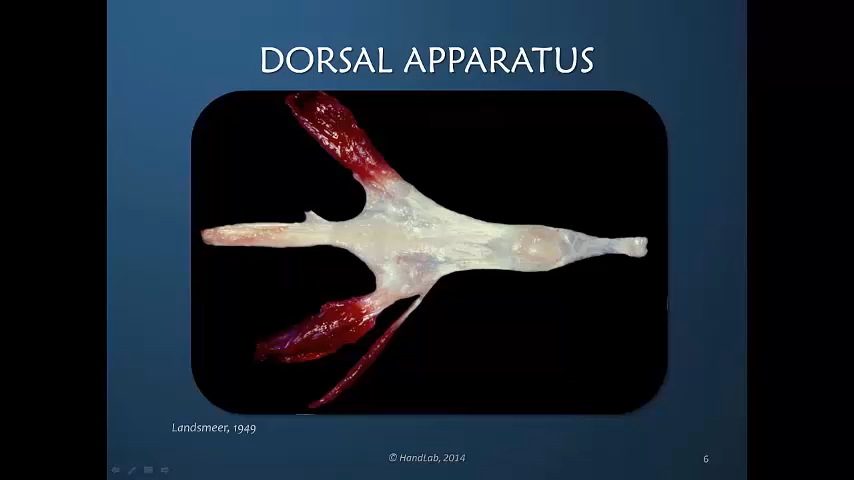 DORSAL APPARATUS
Landsmeer, 1949
© HandLab, 2014
6